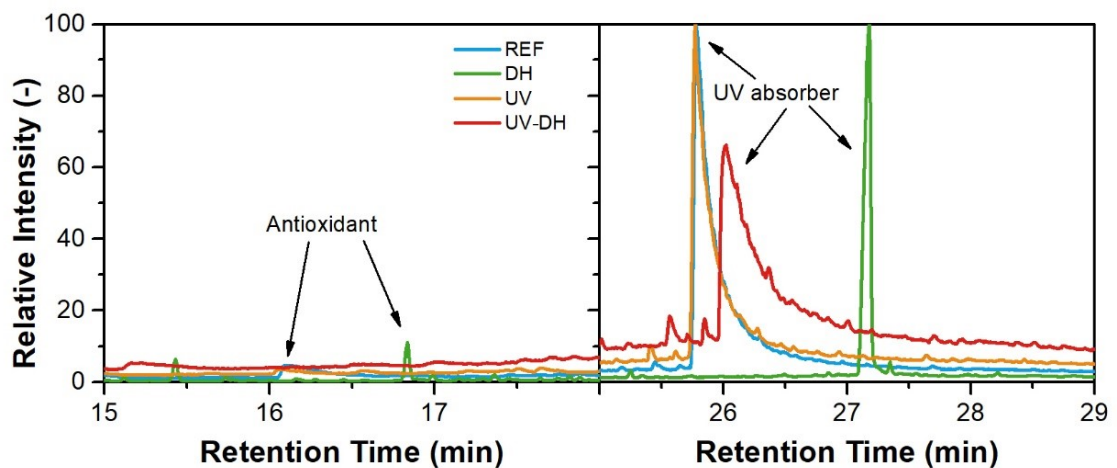 Relative Intensity (-)
100
80
60
40
20
0
REF
DH
UV
UV-DH
Antioxidant
UV absorber
15
16
17
26
27
28
29
Retention Time (min)
Retention Time (min)